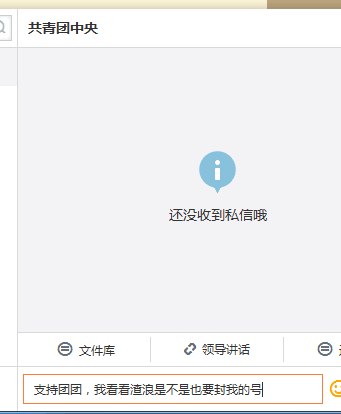 共青团中央
还没收到私信哦
文件库
领导讲话
支持团团，我看看渣浪是不是也要封我的号